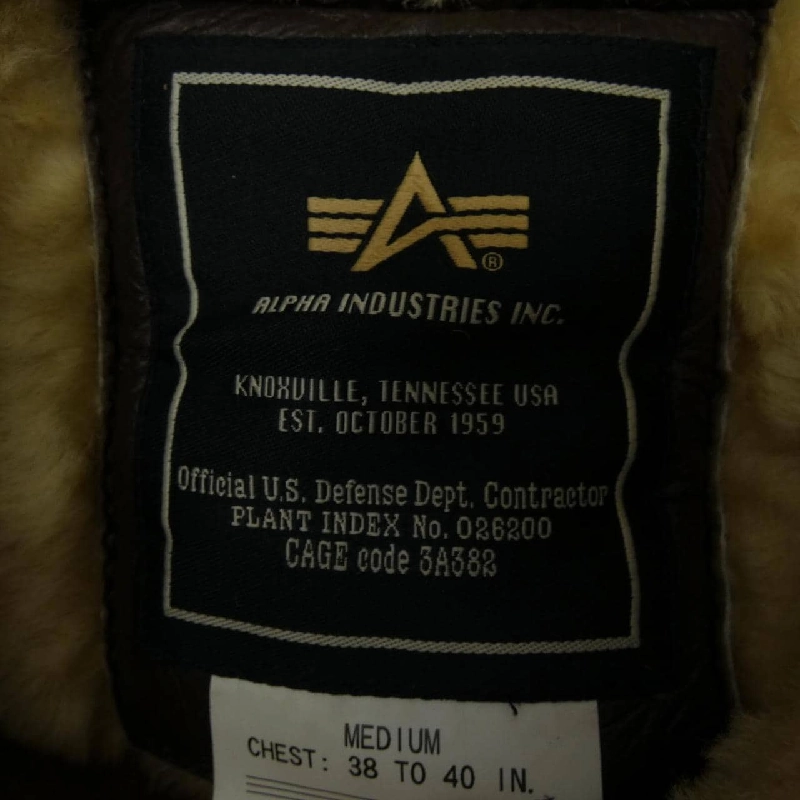 ®
ALPHA INDUSTRIES INC.
KNOXVILLE, TENNESSEE USA
EST. OCTOBER 1959
Official U.S. Defense Dept. Contractor
PLANT INDEX No. 026200
CAGE code 3A382
MEDIUM
CHEST: 38 TO 40 IN.